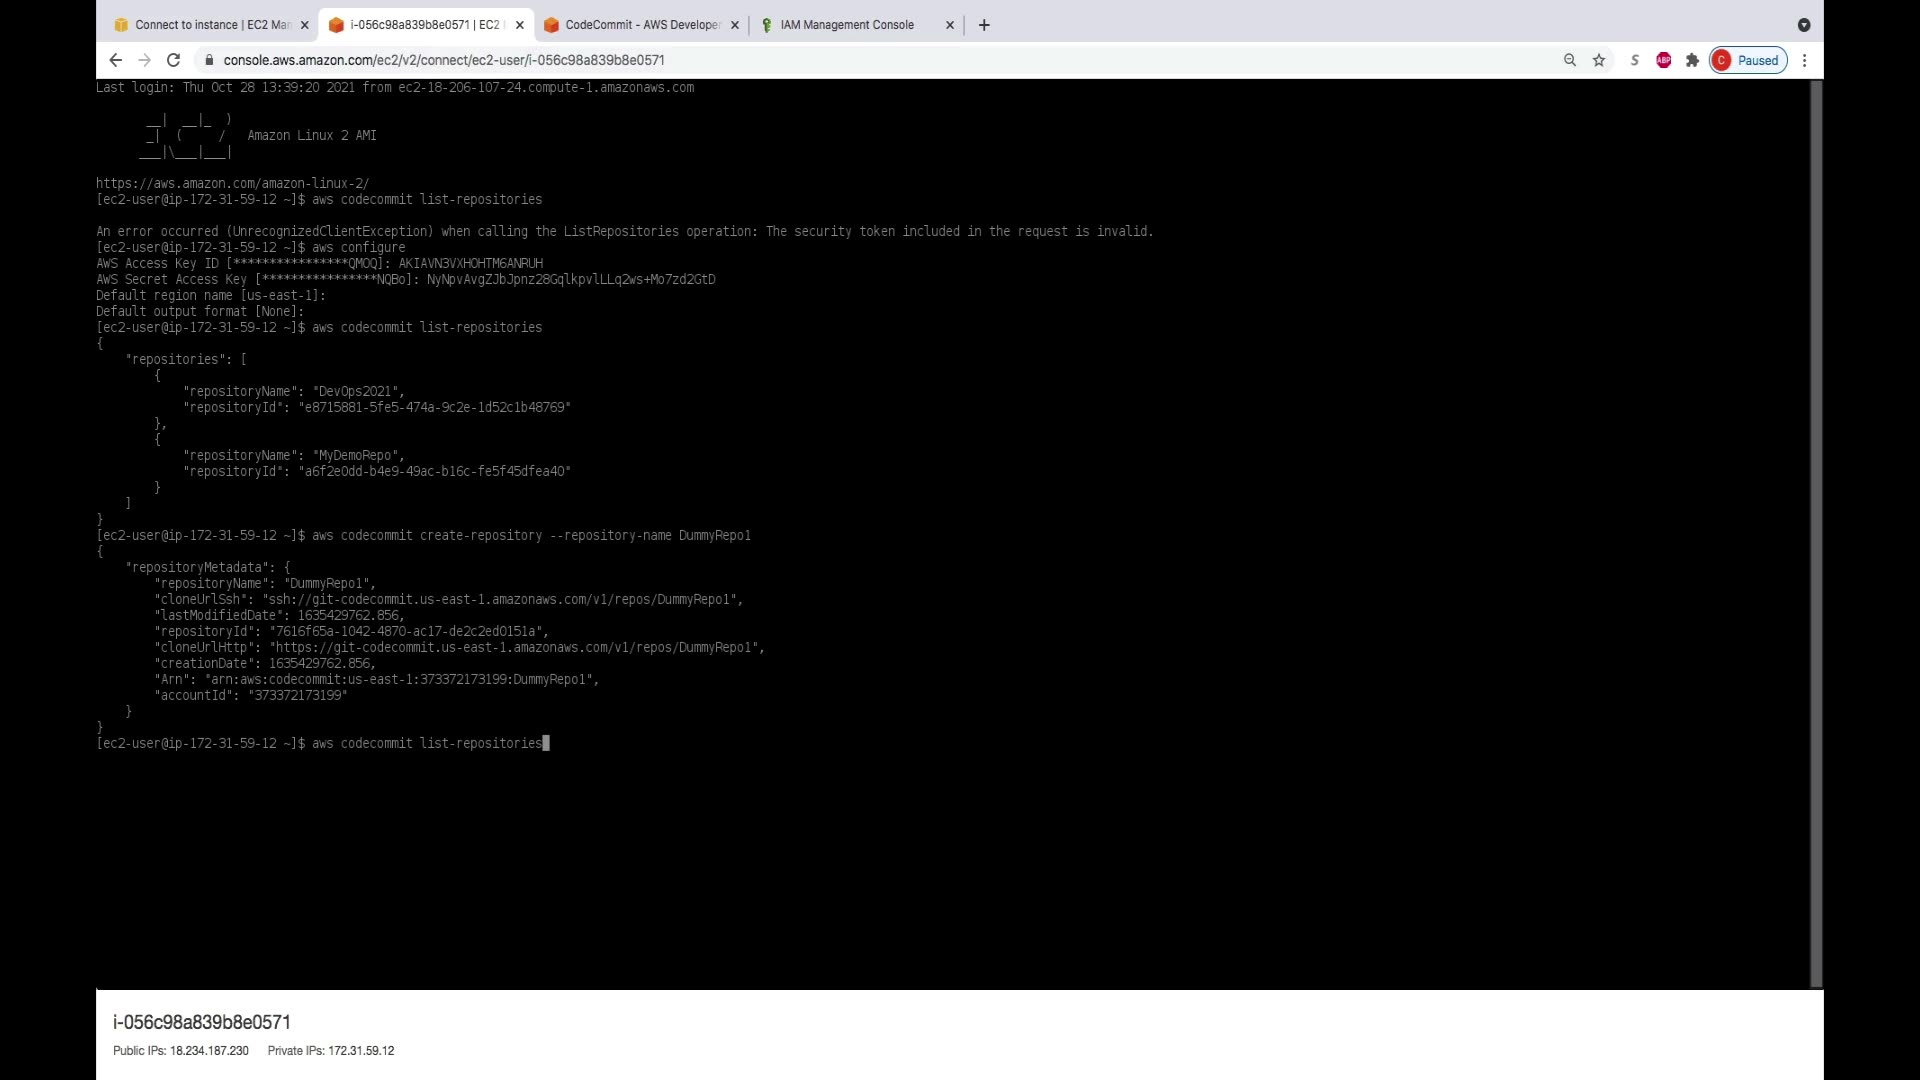 Connect to instance | EC2 Man
i-056c98a839b8e0571 | EC2
CodeCommit - AWS Developer
IAM Management Console
console.aws.amazon.com/ec2/v2/connect/ec2-user/i-056c98a839b8e0571
S
ABP
C
Paused
Last login: Thu Oct 28 13:39:20 2021 from ec2-18-206-107-24.compute-1.amazonaws.com
__|  __|_  )
_|  (     /   Amazon Linux 2 AMI
___|\___|___|
https://aws.amazon.com/amazon-linux-2/
[ec2-user@ip-172-31-59-12 ~]$ aws codecommit list-repositories
An error occurred (UnrecognizedClientException) when calling the ListRepositories operation: The security token included in the request is invalid.
[ec2-user@ip-172-31-59-12 ~]$ aws configure
AWS Access Key ID [****************QMOQ]: AKIAVN3VXHOHTM6ANRUH
AWS Secret Access Key [****************NQBo]: 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
Default region name [us-east-1]:
Default output format [None]:
[ec2-user@ip-172-31-59-12 ~]$ aws codecommit list-repositories
{
    "repositories": [
        {
            "repositoryName": "DevOps2021",
            "repositoryId": "e8715881-5fe5-474a-9c2e-1d52c1b48769"
        },
        {
            "repositoryName": "MyDemoRepo",
            "repositoryId": "a6f2e0dd-b4e9-49ac-b16c-fe5f45dfea40"
        }
    ]
}
[ec2-user@ip-172-31-59-12 ~]$ aws codecommit create-repository --repository-name DummyRepo1
{
    "repositoryMetadata": {
        "repositoryName": "DummyRepo1",
        "cloneUrlSsh": "ssh://git-codecommit.us-east-1.amazonaws.com/v1/repos/DummyRepo1",
        "lastModifiedDate": 1635429762.856,
        "repositoryId": "7616f65a-1042-4870-ac17-de2c2ed0151a",
        "cloneUrlHttp": "https://git-codecommit.us-east-1.amazonaws.com/v1/repos/DummyRepo1",
        "creationDate": 1635429762.856,
        "Arn": "arn:aws:codecommit:us-east-1:373372173199:DummyRepo1",
        "accountId": "373372173199"
    }
}
[ec2-user@ip-172-31-59-12 ~]$ aws codecommit list-repositories
i-056c98a839b8e0571
Public IPs: 18.234.187.230 Private IPs: 172.31.59.12